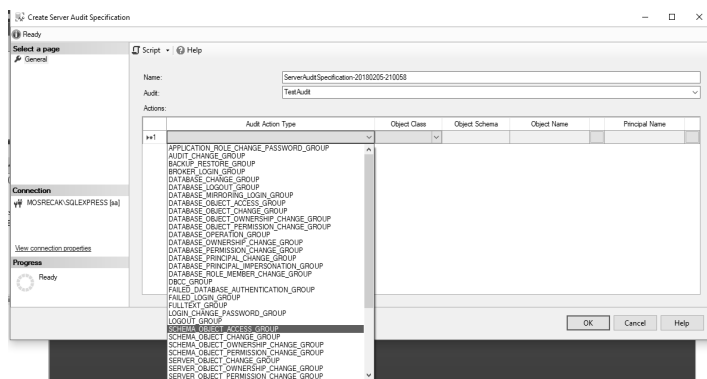 Create Server Audit Specification
Ready
Select a page
General
Script
Help
Name:
ServerAuditSpecification-20180205-210058
Audit:
TestAudit
Actions:
Audit Action Type Object Class Object Schema Object Name Principal Name
1
APPLICATION_ROLE_CHANGE_PASSWORD_GROUP
AUDIT_CHANGE_GROUP
BACKUP_RESTORE_GROUP
BROKER_LOGIN_GROUP
DATABASE_CHANGE_GROUP
DATABASE_LOGOUT_GROUP
DATABASE_MIRRORING_LOGIN_GROUP
DATABASE_OBJECT_ACCESS_GROUP
DATABASE_OBJECT_CHANGE_GROUP
DATABASE_OBJECT_OWNERSHIP_CHANGE_GROUP
DATABASE_OBJECT_PERMISSION_CHANGE_GROUP
DATABASE_OPERATION_GROUP
DATABASE_OWNERSHIP_CHANGE_GROUP
DATABASE_PERMISSION_CHANGE_GROUP
DATABASE_PRINCIPAL_CHANGE_GROUP
DATABASE_PRINCIPAL_IMPERSONATION_GROUP
DATABASE_ROLE_MEMBER_CHANGE_GROUP
DBCC_GROUP
FAILED_DATABASE_AUTHENTICATION_GROUP
FAILED_LOGIN_GROUP
FULLTEXT_GROUP
LOGIN_CHANGE_PASSWORD_GROUP
LOGOUT_GROUP
SCHEMA_OBJECT_ACCESS_GROUP
SCHEMA_OBJECT_CHANGE_GROUP
SCHEMA_OBJECT_OWNERSHIP_CHANGE_GROUP
SCHEMA_OBJECT_PERMISSION_CHANGE_GROUP
SERVER_OBJECT_CHANGE_GROUP
SERVER_OBJECT_OWNERSHIP_CHANGE_GROUP
SERVER_OBJECT_PERMISSION_CHANGE_GROUP
Connection
MOSRECAK\SQLEXPRESS [sa]
View connection properties
Progress
Ready
OK Cancel Help